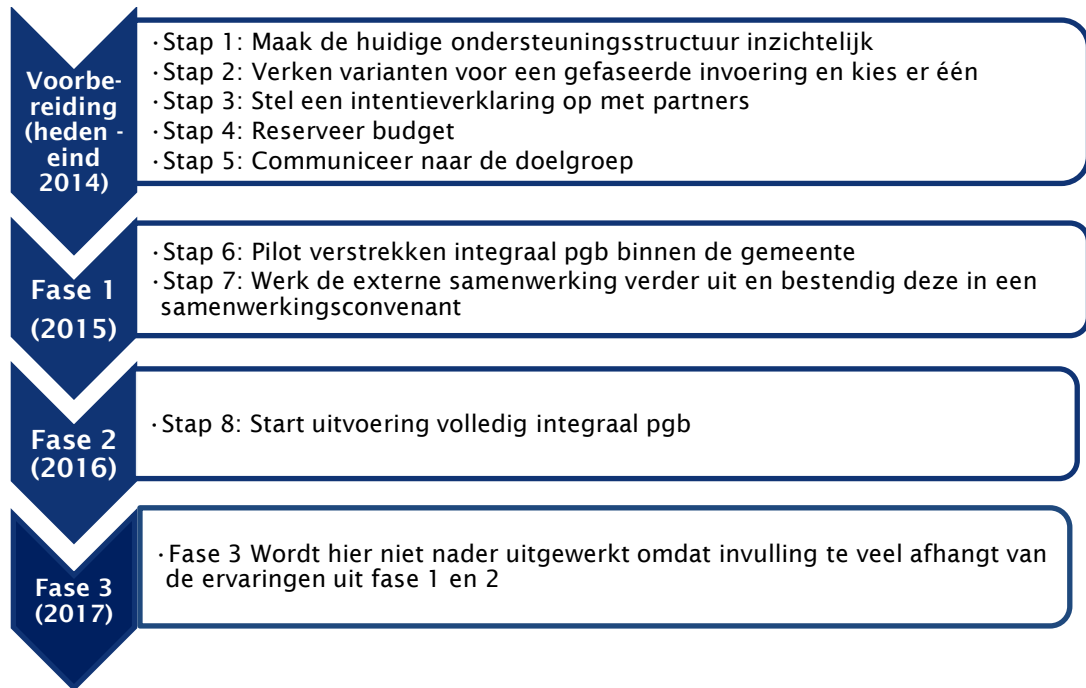 Voorbe-
reiding
(heden -
eind
2014)
· Stap 1: Maak de huidige ondersteuningsstructuur inzichtelijk
· Stap 2: Verken varianten voor een gefaseerde invoering en kies er één
· Stap 3: Stel een intentieverklaring op met partners
· Stap 4: Reserveer budget
· Stap 5: Communiceer naar de doelgroep
Fase 1
(2015)
· Stap 6: Pilot verstrekken integraal pgb binnen de gemeente
· Stap 7: Werk de externe samenwerking verder uit en bestendig deze in een
samenwerkingsconvenant
Fase 2
(2016)
· Stap 8: Start uitvoering volledig integraal pgb
Fase 3
(2017)
· Fase 3 Wordt hier niet nader uitgewerkt omdat invulling te veel afhangt van
de ervaringen uit fase 1 en 2